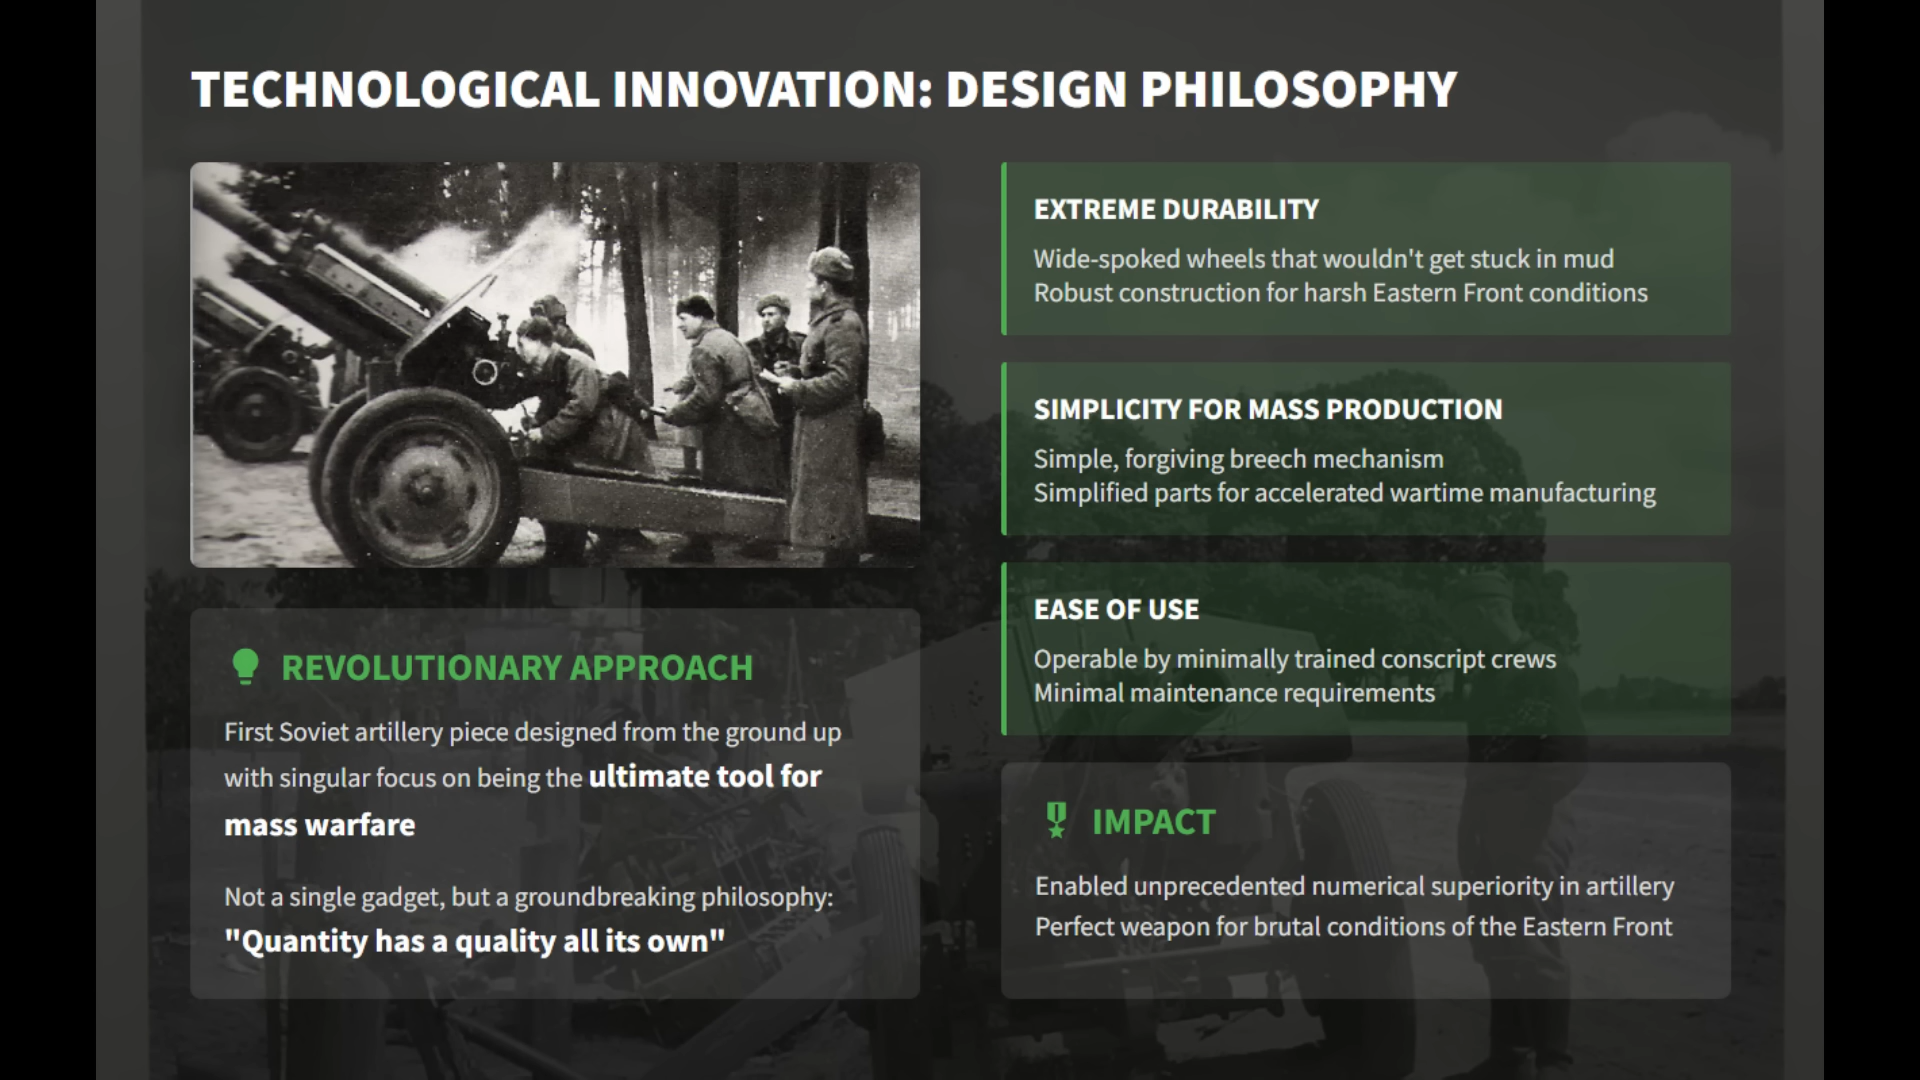 TECHNOLOGICAL INNOVATION: DESIGN PHILOSOPHY
REVOLUTIONARY APPROACH
First Soviet artillery piece designed from the ground up
with singular focus on being the ultimate tool for
mass warfare
Not a single gadget, but a groundbreaking philosophy:
"Quantity has a quality all its own"
EXTREME DURABILITY
Wide-spoked wheels that wouldn't get stuck in mud
Robust construction for harsh Eastern Front conditions
SIMPLICITY FOR MASS PRODUCTION
Simple, forgiving breech mechanism
Simplified parts for accelerated wartime manufacturing
EASE OF USE
Operable by minimally trained conscript crews
Minimal maintenance requirements
IMPACT
Enabled unprecedented numerical superiority in artillery
Perfect weapon for brutal conditions of the Eastern Front